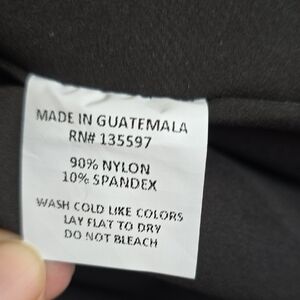 MADE IN GUATEMALA
RN# 135597
90% NYLON
10% SPANDEX
WASH COLD LIKE COLORS
LAY FLAT TO DRY
DO NOT BLEACH